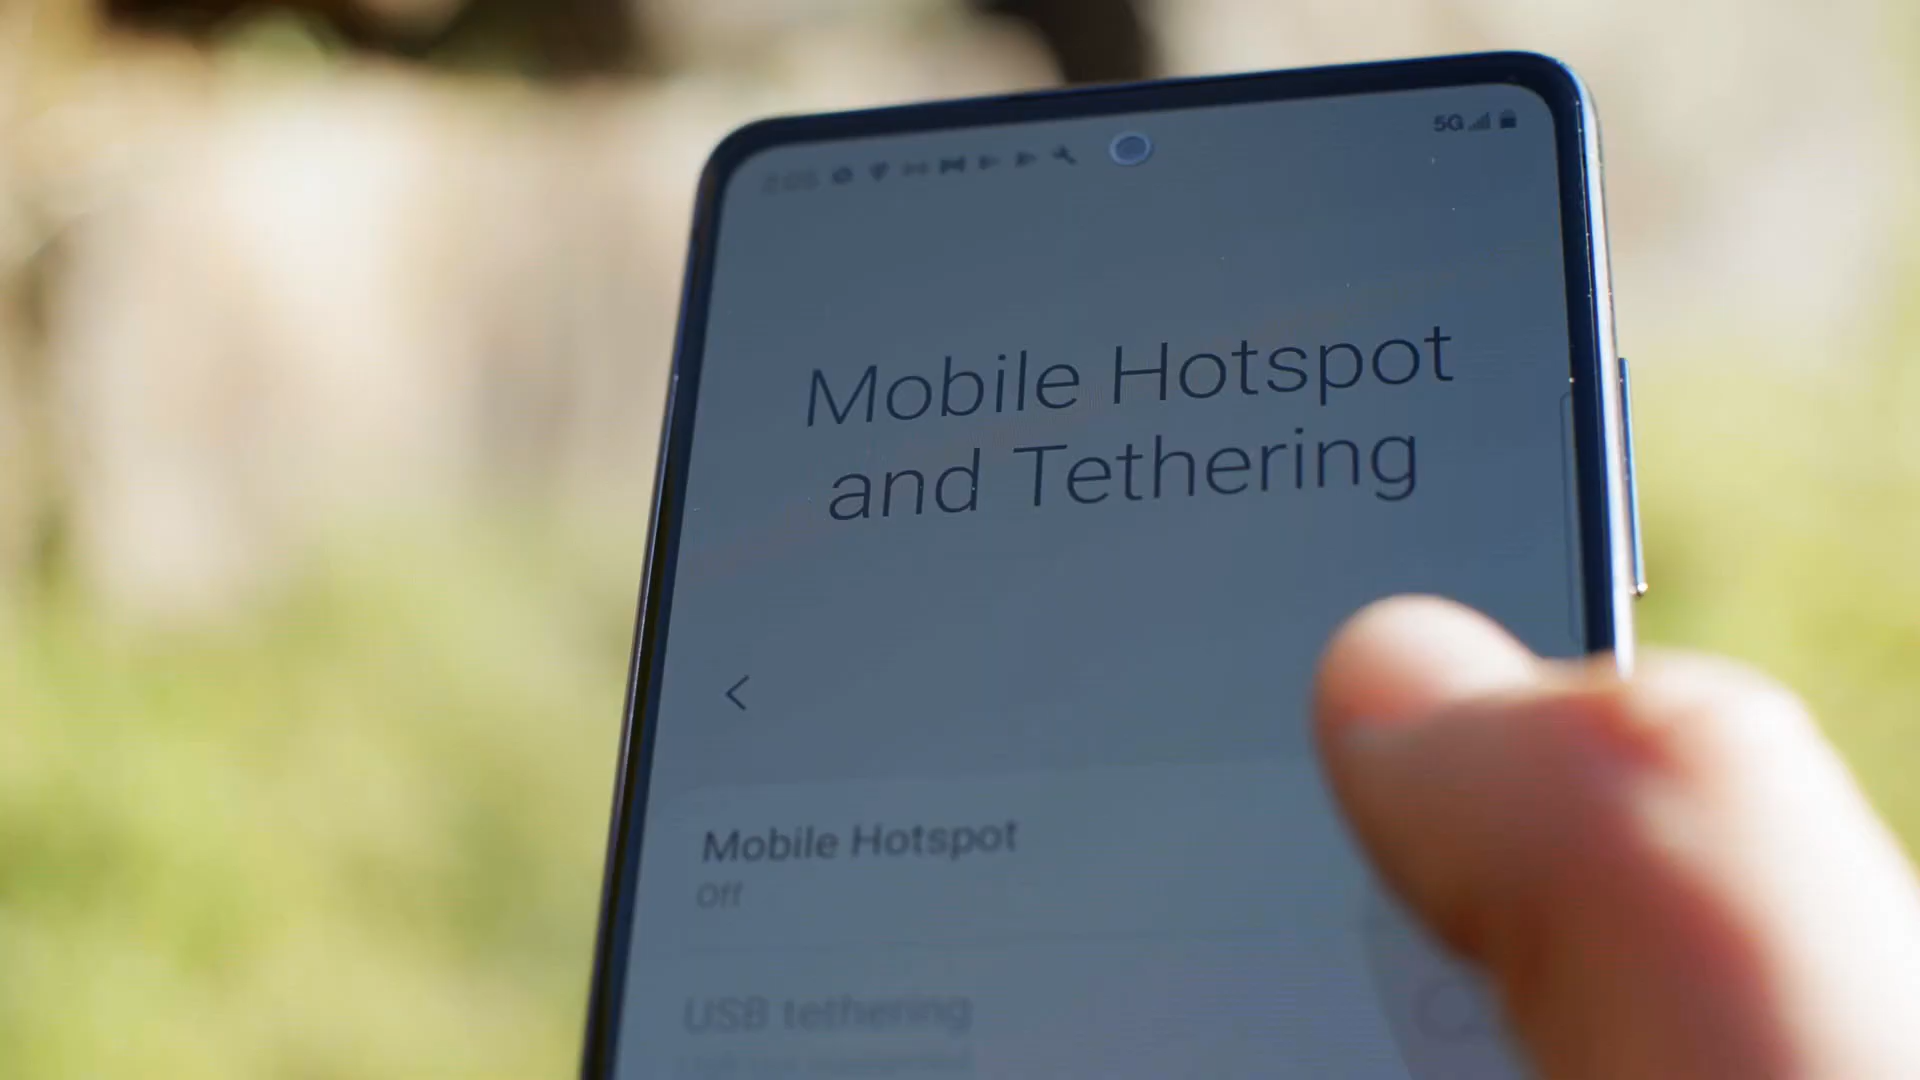 5G
Mobile Hotspot
and Tethering
Mobile Hotspot
Off
USB tethering